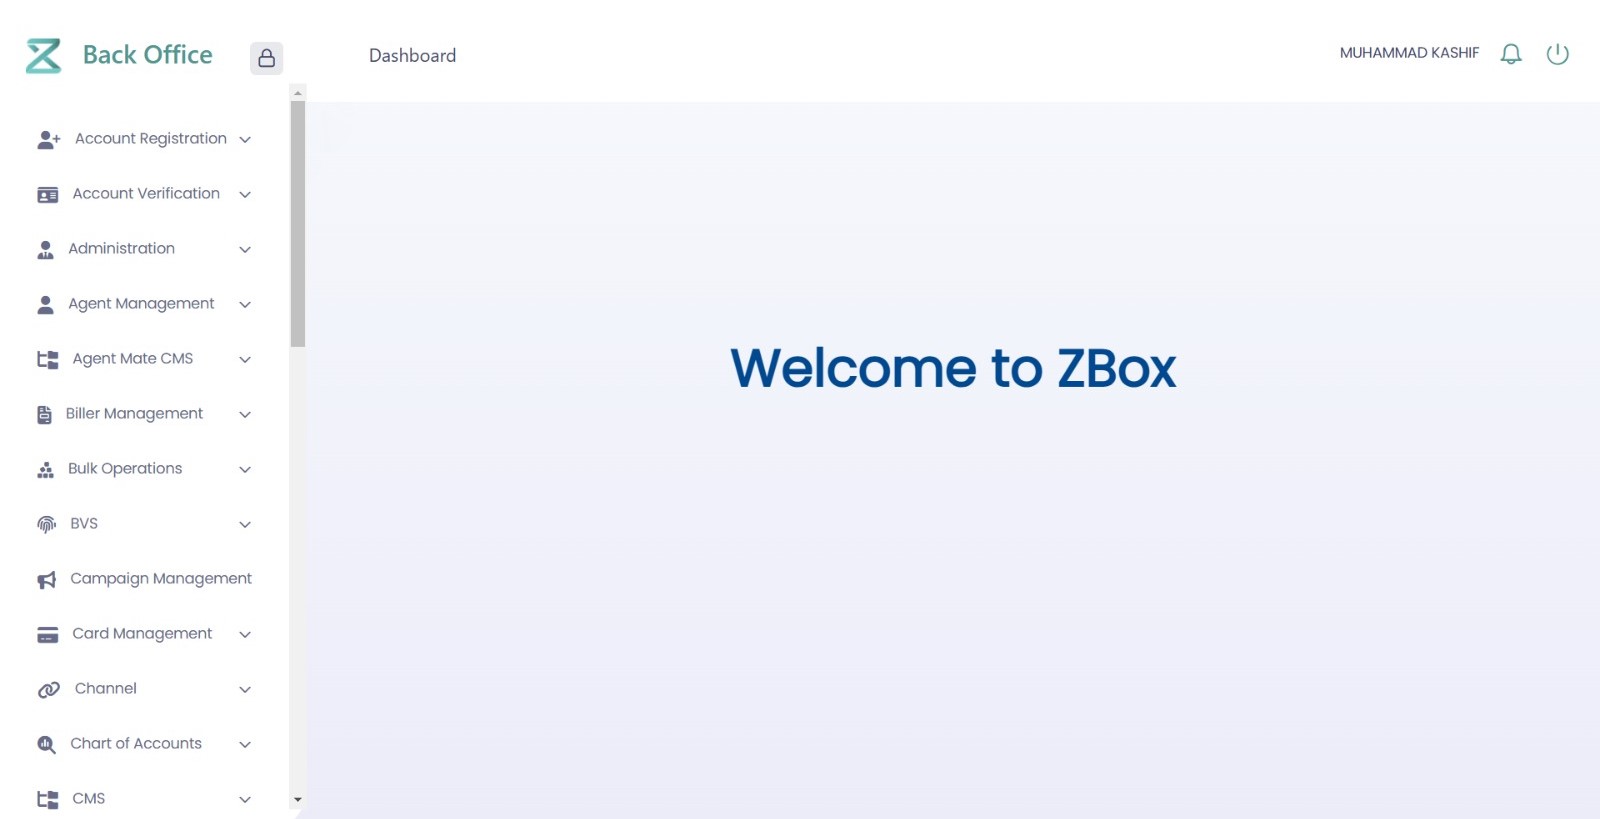 Back Office
Dashboard
MUHAMMAD KASHIF
Account Registration
Account Verification
Administration
Agent Management
Agent Mate CMS
Biller Management
Bulk Operations
BVS
Campaign Management
Card Management
Channel
Chart of Accounts
CMS
Welcome to ZBox